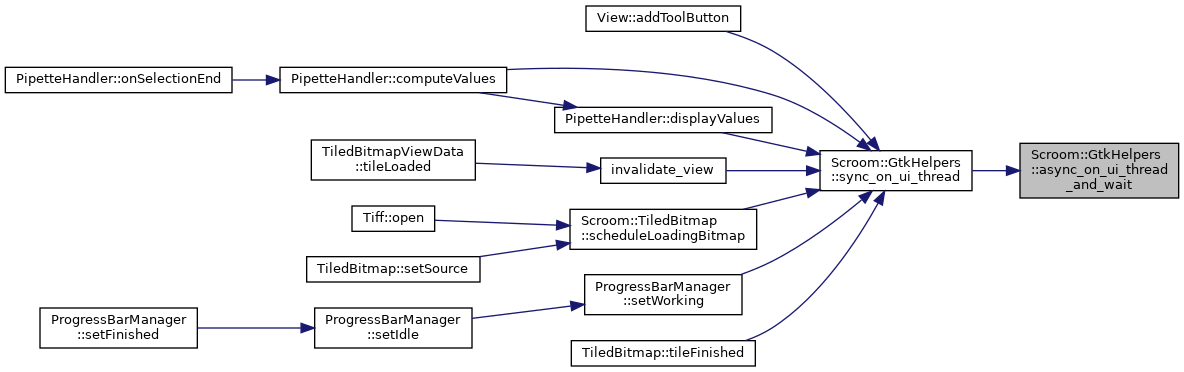 View::addToolButton
PipetteHandler::onSelectionEnd
PipetteHandler::computeValues
PipetteHandler::displayValues
TiledBitmapViewData
::tileLoaded
invalidate_view
Scroom::GtkHelpers
::sync_on_ui_thread
Scroom::GtkHelpers
::async_on_ui_thread
_and_wait
Tiff::open
Scroom::TiledBitmap
::scheduleLoadingBitmap
TiledBitmap::setSource
ProgressBarManager
::setWorking
ProgressBarManager
::setFinished
ProgressBarManager
::setIdle
TiledBitmap::tileFinished